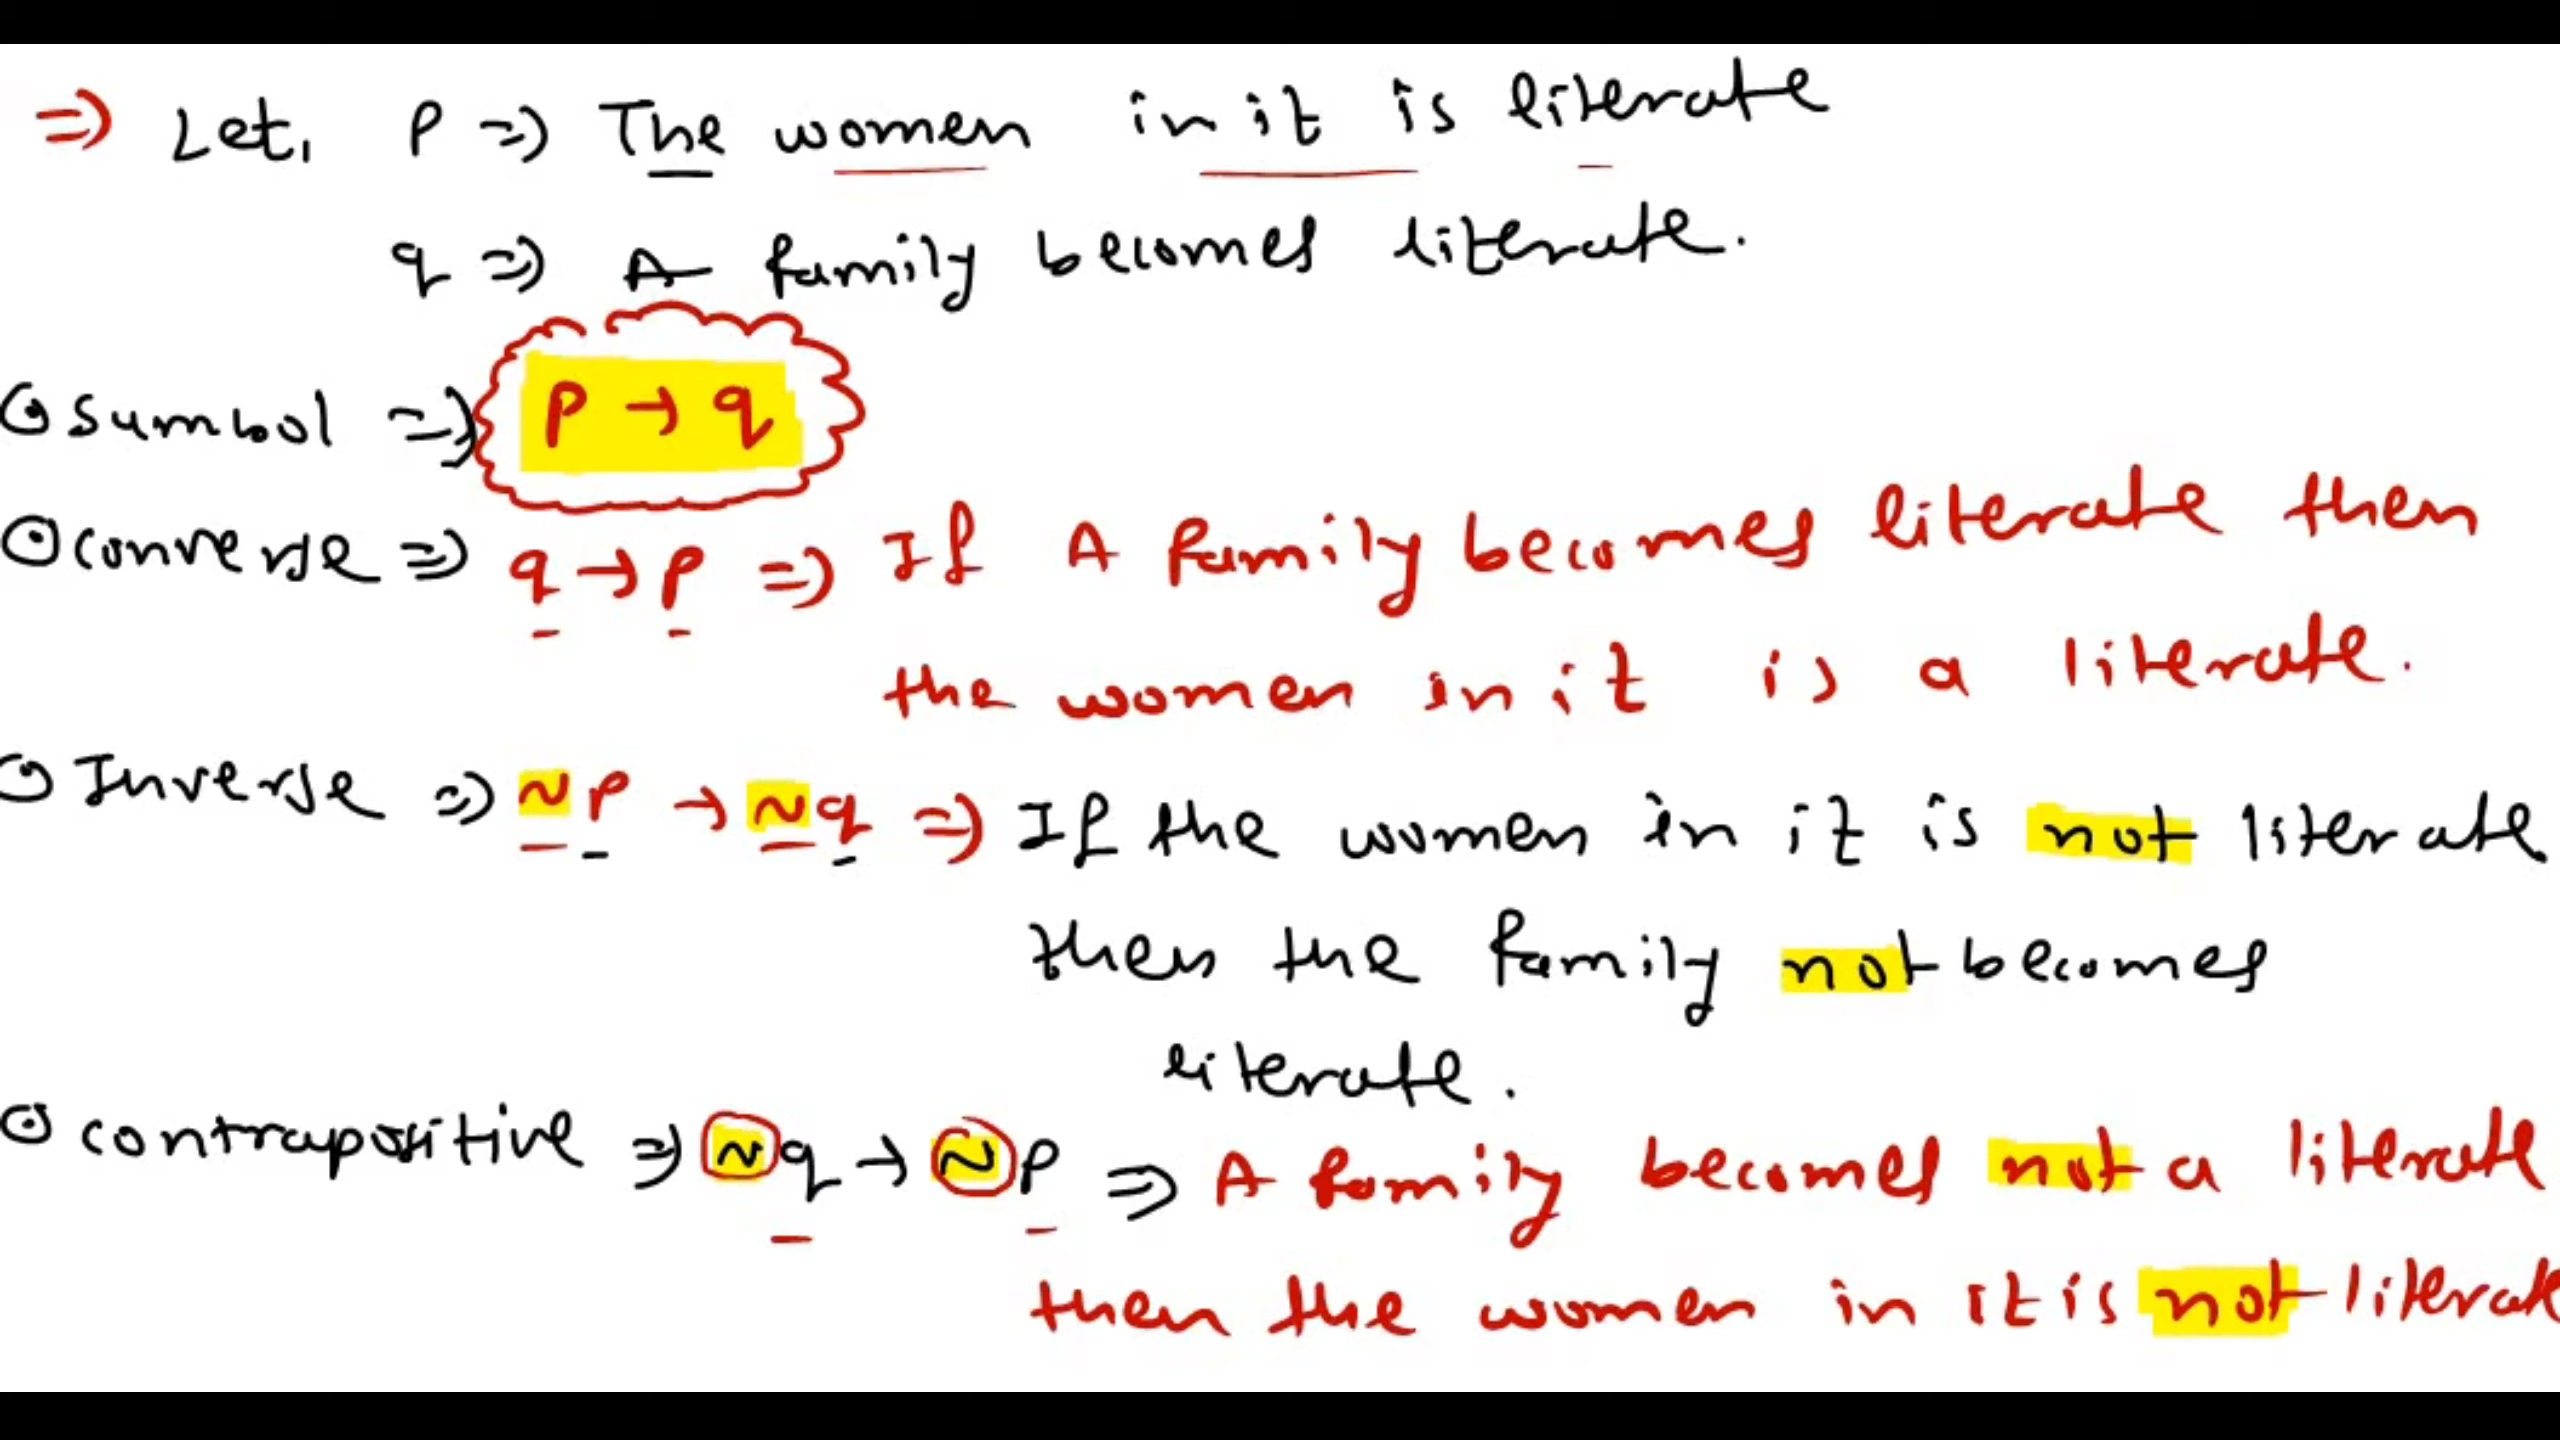 => Let, P => The women in it is literate
q => A family becomes literate.
⊙ sumbol => P → q
⊙ converse => q → p => If A family becomes literate then
the women in it is a literate.
⊙ Inverse => ~p → ~q => If the women in it is not literate
then the family not becomes
literate.
⊙ contrapositive => ~q → ~p => A family becomes not a literate
then the women in it is not literate